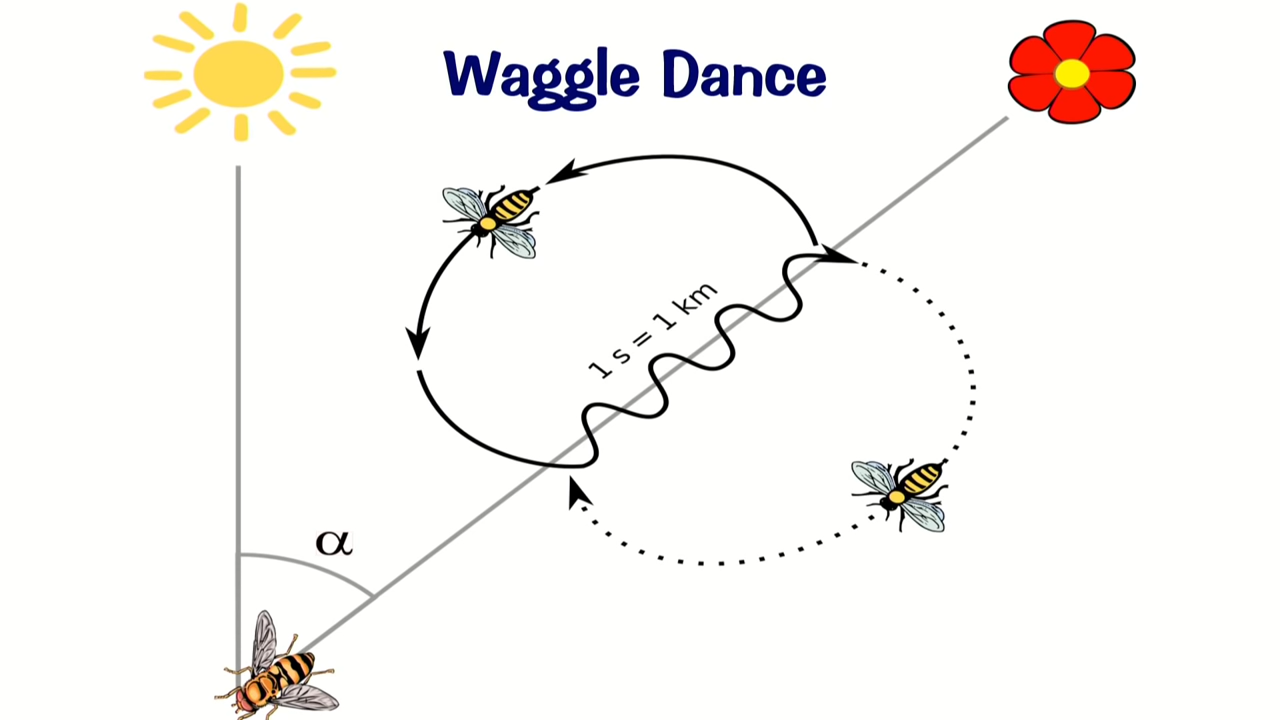 Waggle Dance
1 s = 1 km
α